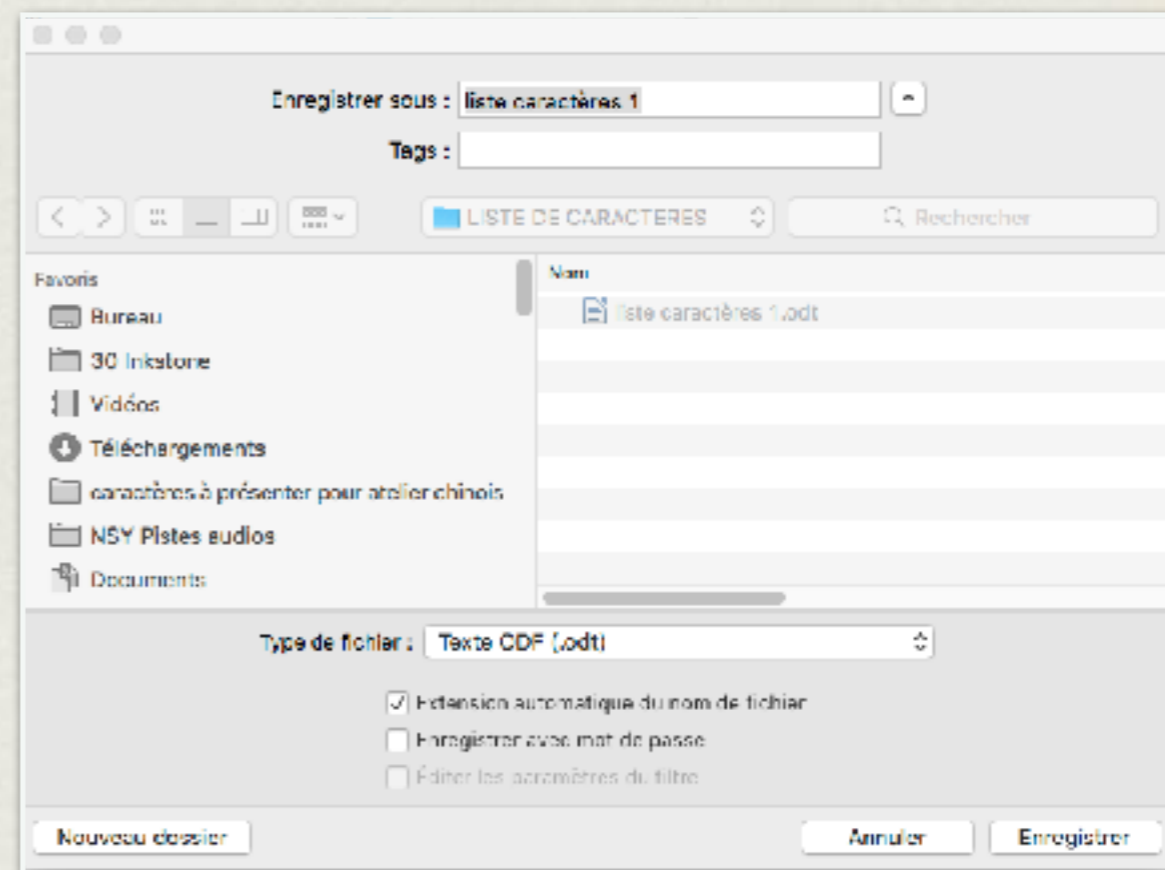 Enregistrer sous : liste caractères 1
Tags :
LISTE DE CARACTERES Rechercher
Favoris
Bureau
30 Inkstone
Vidéos
Téléchargements
caractères à présenter pour atelier chinois
NSY Pistes audios
Documents
Nom
liste caractères 1.odt
Type de fichier : Texte ODF (.odt)
Extension automatique du nom de fichier
Enregistrer avec mot de passe
Éditer les paramètres du filtre
Nouveau dossier Annuler Enregistrer